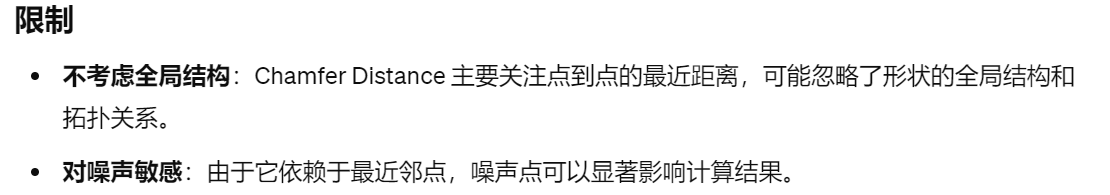 限制
不考虑全局结构：Chamfer Distance 主要关注点到点的最近距离，可能忽略了形状的全局结构和
拓扑关系。
对噪声敏感：由于它依赖于最近邻点，噪声点可以显著影响计算结果。